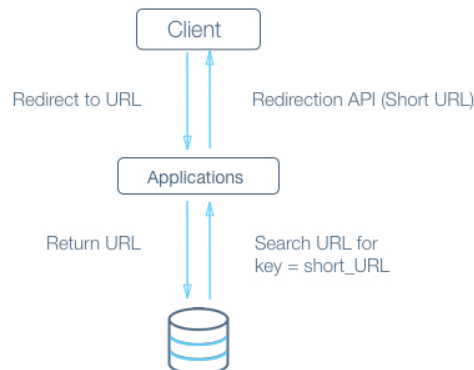 Client
Redirect to URL
Redirection API (Short URL)
Applications
Return URL
Search URL for
key = short_URL